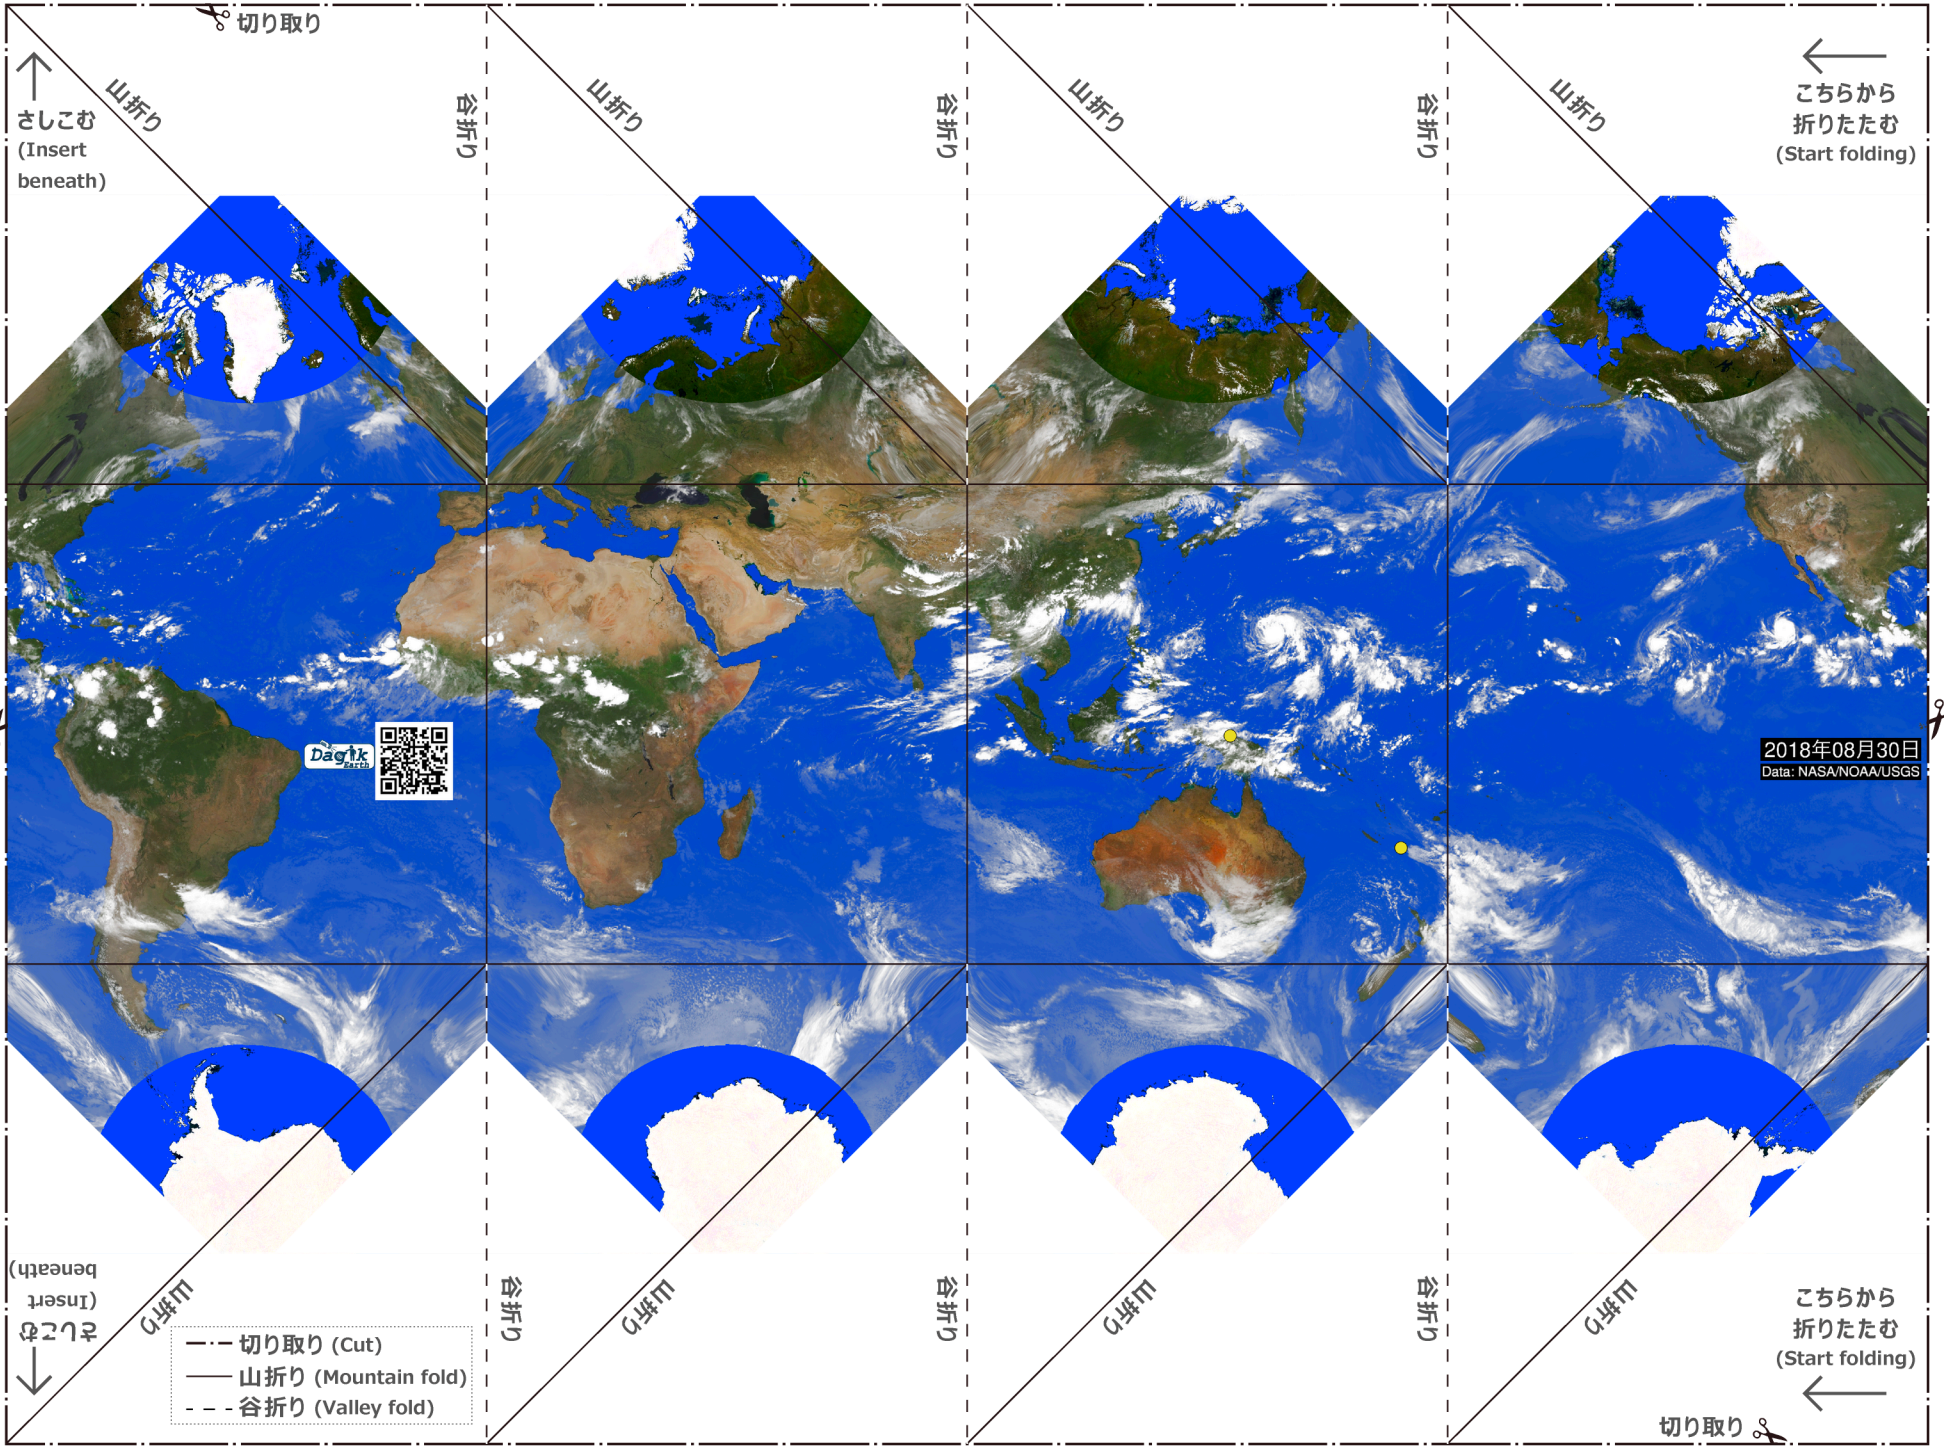 切り取り
山折り
谷折り
山折り
谷折り
山折り
谷折り
山折り
さしこむ
(Insert
beneath)
こちらから
折りたたむ
(Start folding)
Dagik
Earth
2018年08月30日
Data: NASA/NOAA/USGS
さしこむ
(Insert
beneath)
山折り
谷折り
山折り
谷折り
山折り
谷折り
山折り
こちらから
折りたたむ
(Start folding)
切り取り (Cut)
山折り (Mountain fold)
谷折り (Valley fold)
切り取り